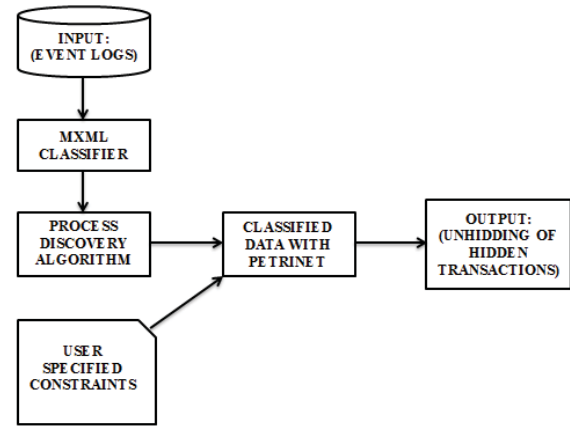 INPUT:
(EVENT LOGS)
MXML
CLASSIFIER
PROCESS
DISCOVERY
ALGORITHM
CLASSIFIED
DATA WITH
PETRINET
OUTPUT:
(UNHIDING OF
HIDDEN
TRANSACTIONS)
USER
SPECIFIED
CONSTRAINTS